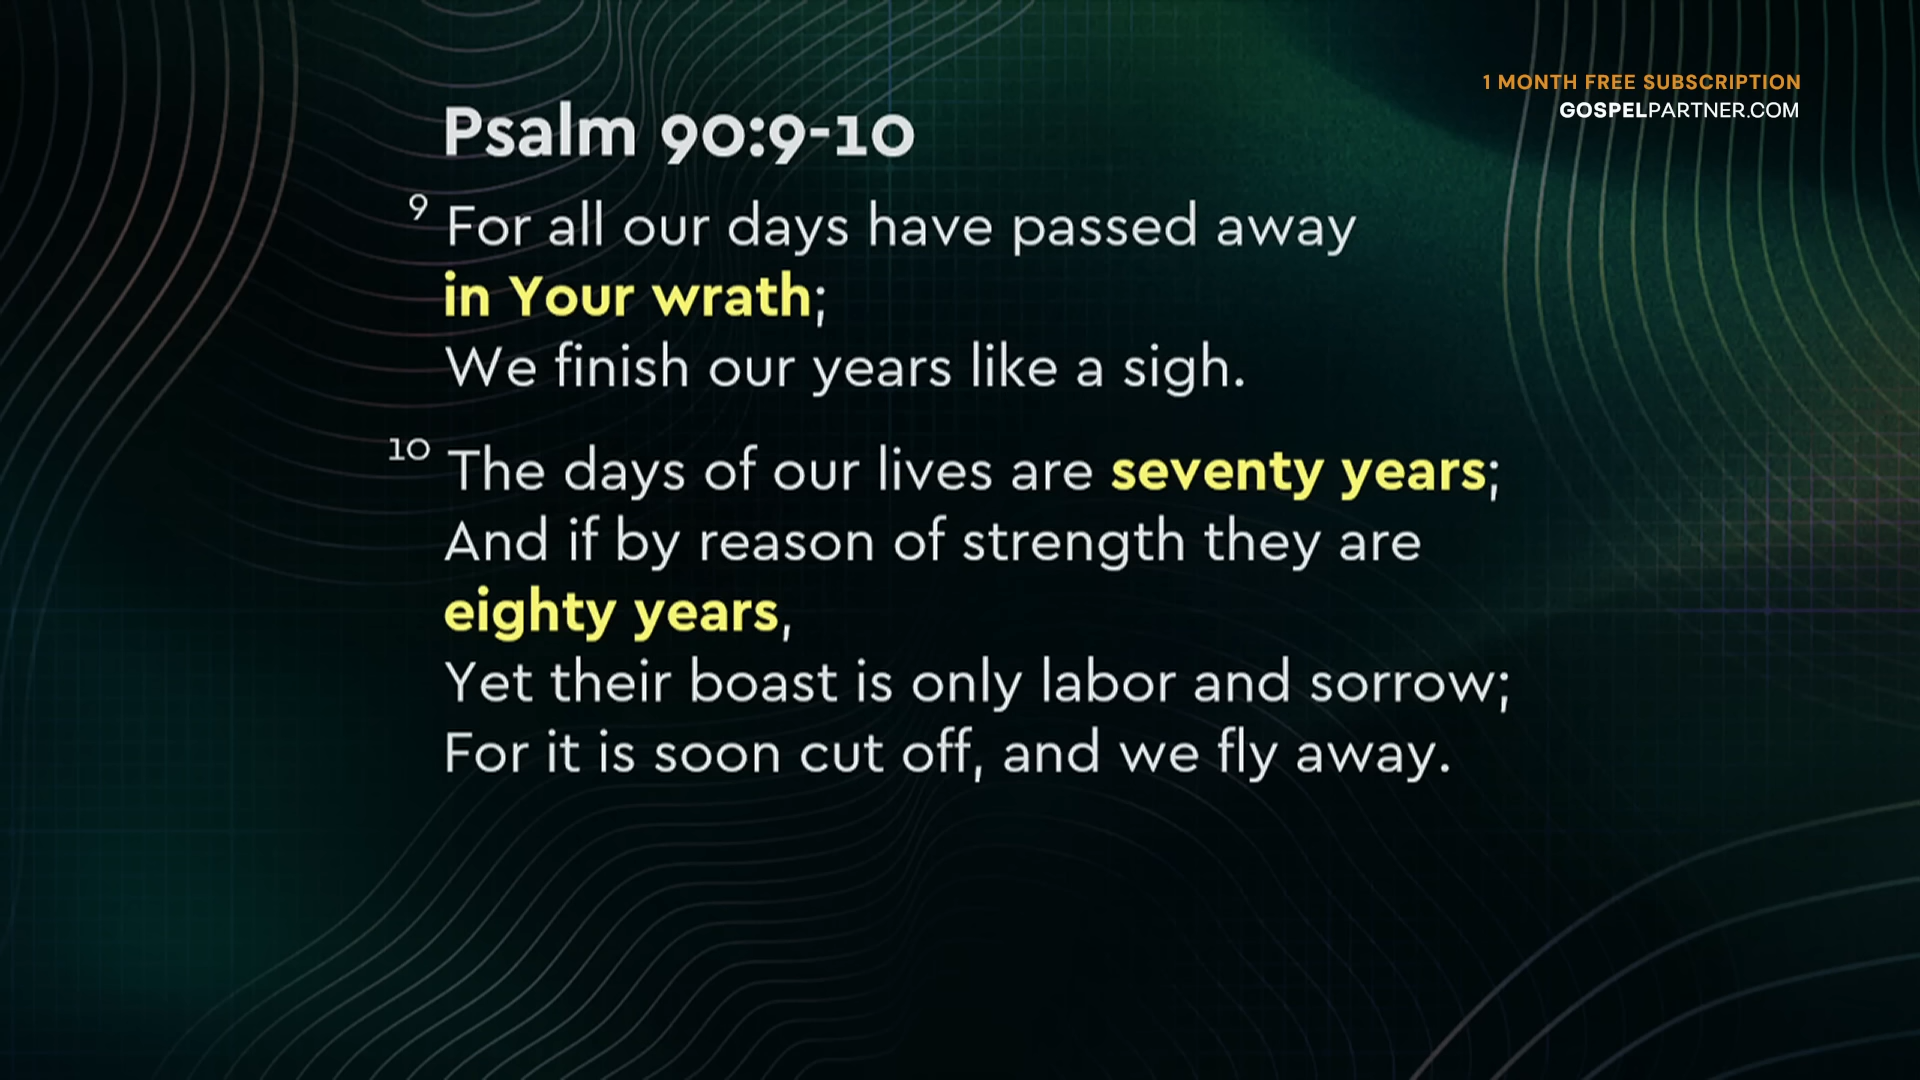 1 MONTH FREE SUBSCRIPTION
GOSPELPARTNER.COM
Psalm 90:9-10
9 For all our days have passed away
in Your wrath;
We finish our years like a sigh.
10 The days of our lives are seventy years;
And if by reason of strength they are
eighty years,
Yet their boast is only labor and sorrow;
For it is soon cut off, and we fly away.